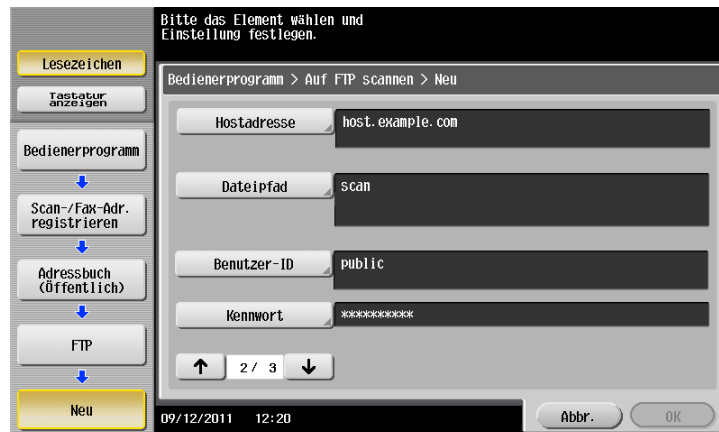 Bitte das Element wählen und
Einstellung festlegen.
Lesezeichen
Tastatur
anzeigen
Bedienerprogramm
Scan-/Fax-Adr.
registrieren
Adressbuch
(Öffentlich)
FTP
Neu
Bedienerprogramm > Auf FTP scannen > Neu
Hostadresse
host.example.com
Dateipfad
scan
Benutzer-ID
public
Kennwort
**********
2/ 3
09/12/2011 12:20
Abbr.
OK